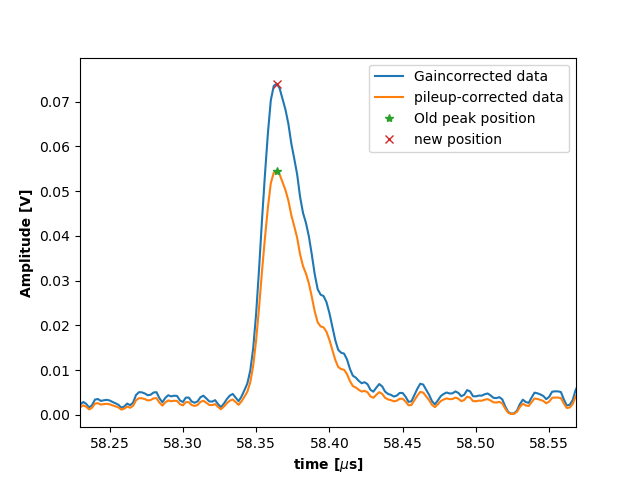 Gaincorrected data
pileup-corrected data
Old peak position
new position
0.07
0.06
0.05
0.04
0.03
0.02
0.01
0.00
Amplitude [V]
58.25 58.30 58.35 58.40 58.45 58.50 58.55
time [μs]